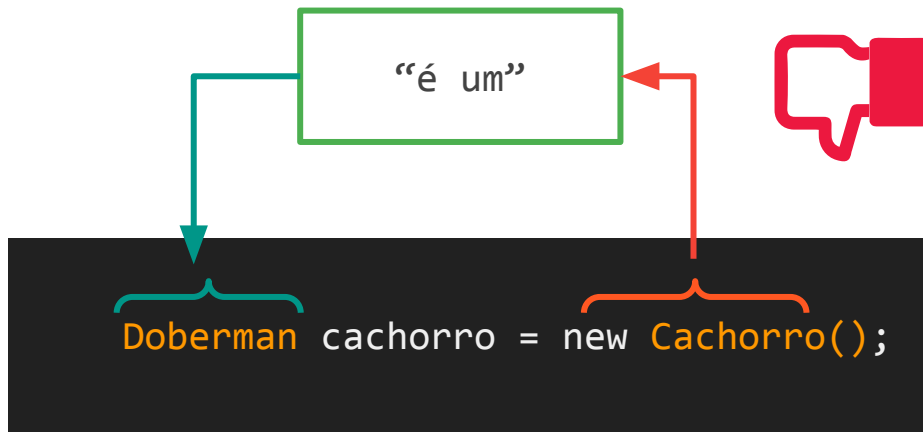 “é um”
Doberman cachorro = new Cachorro();